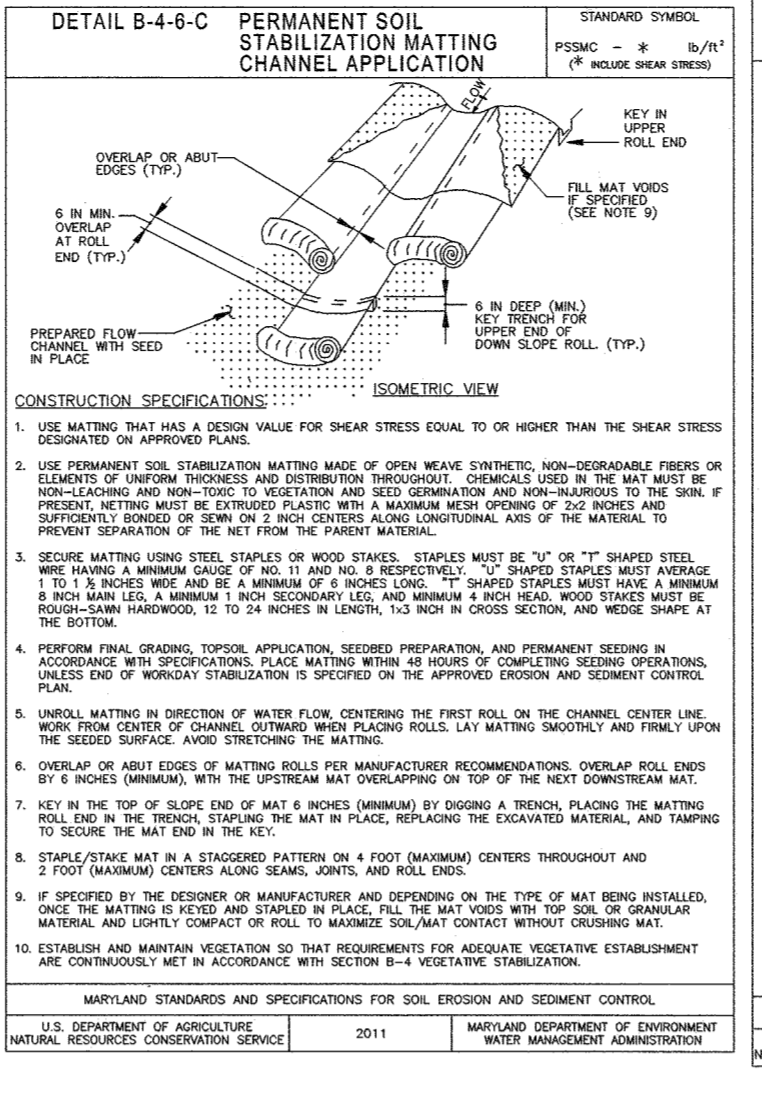 DETAIL B-4-6-C PERMANENT SOIL
STABILIZATION MATTING
CHANNEL APPLICATION
STANDARD SYMBOL
PSSMC - * lb/ft²
(* INCLUDE SHEAR STRESS)
FLOW
KEY IN
UPPER
ROLL END
OVERLAP OR ABUT
EDGES (TYP.)
FILL MAT VOIDS
IF SPECIFIED
(SEE NOTE 9)
6 IN MIN.
OVERLAP
AT ROLL
END (TYP.)
6 IN DEEP (MIN.)
KEY TRENCH FOR
UPPER END OF
DOWN SLOPE ROLL. (TYP.)
PREPARED FLOW
CHANNEL WITH SEED
IN PLACE
ISOMETRIC VIEW
CONSTRUCTION SPECIFICATIONS:
1. USE MATTING THAT HAS A DESIGN VALUE FOR SHEAR STRESS EQUAL TO OR HIGHER THAN THE SHEAR STRESS
DESIGNATED ON APPROVED PLANS.
2. USE PERMANENT SOIL STABILIZATION MATTING MADE OF OPEN WEAVE SYNTHETIC, NON-DEGRADABLE FIBERS OR
ELEMENTS OF UNIFORM THICKNESS AND DISTRIBUTION THROUGHOUT. CHEMICALS USED IN THE MAT MUST BE
NON-LEACHING AND NON-TOXIC TO VEGETATION AND SEED GERMINATION AND NON-INJURIOUS TO THE SKIN. IF
PRESENT, NETTING MUST BE EXTRUDED PLASTIC WITH A MAXIMUM MESH OPENING OF 2x2 INCHES AND
SUFFICIENTLY BONDED OR SEWN ON 2 INCH CENTERS ALONG LONGITUDINAL AXIS OF THE MATERIAL TO
PREVENT SEPARATION OF THE NET FROM THE PARENT MATERIAL.
3. SECURE MATTING USING STEEL STAPLES OR WOOD STAKES. STAPLES MUST BE "U" OR "T" SHAPED STEEL
WIRE HAVING A MINIMUM GAUGE OF NO. 11 AND NO. 8 RESPECTIVELY. "U" SHAPED STAPLES MUST AVERAGE
1 TO 1 ½ INCHES WIDE AND BE A MINIMUM OF 6 INCHES LONG. "T" SHAPED STAPLES MUST HAVE A MINIMUM
8 INCH MAIN LEG, A MINIMUM 1 INCH SECONDARY LEG, AND MINIMUM 4 INCH HEAD. WOOD STAKES MUST BE
ROUGH-SAWN HARDWOOD, 12 TO 24 INCHES IN LENGTH, 1x3 INCH IN CROSS SECTION, AND WEDGE SHAPE AT
THE BOTTOM.
4. PERFORM FINAL GRADING, TOPSOIL APPLICATION, SEEDBED PREPARATION, AND PERMANENT SEEDING IN
ACCORDANCE WITH SPECIFICATIONS. PLACE MATTING WITHIN 48 HOURS OF COMPLETING SEEDING OPERATIONS,
UNLESS END OF WORKDAY STABILIZATION IS SPECIFIED ON THE APPROVED EROSION AND SEDIMENT CONTROL
PLAN.
5. UNROLL MATTING IN DIRECTION OF WATER FLOW, CENTERING THE FIRST ROLL ON THE CHANNEL CENTER LINE.
WORK FROM CENTER OF CHANNEL OUTWARD WHEN PLACING ROLLS. LAY MATTING SMOOTHLY AND FIRMLY UPON
THE SEEDED SURFACE. AVOID STRETCHING THE MATTING.
6. OVERLAP OR ABUT EDGES OF MATTING ROLLS PER MANUFACTURER RECOMMENDATIONS. OVERLAP ROLL ENDS
BY 6 INCHES (MINIMUM), WITH THE UPSTREAM MAT OVERLAPPING ON TOP OF THE NEXT DOWNSTREAM MAT.
7. KEY IN THE TOP OF SLOPE END OF MAT 6 INCHES (MINIMUM) BY DIGGING A TRENCH, PLACING THE MATTING
ROLL END IN THE TRENCH, STAPLING THE MAT IN PLACE, REPLACING THE EXCAVATED MATERIAL, AND TAMPING
TO SECURE THE MAT END IN THE KEY.
8. STAPLE/STAKE MAT IN A STAGGERED PATTERN ON 4 FOOT (MAXIMUM) CENTERS THROUGHOUT AND
2 FOOT (MAXIMUM) CENTERS ALONG SEAMS, JOINTS, AND ROLL ENDS.
9. IF SPECIFIED BY THE DESIGNER OR MANUFACTURER AND DEPENDING ON THE TYPE OF MAT BEING INSTALLED,
ONCE THE MATTING IS KEYED AND STAPLED IN PLACE, FILL THE MAT VOIDS WITH TOP SOIL OR GRANULAR
MATERIAL AND LIGHTLY COMPACT OR ROLL TO MAXIMIZE SOIL/MAT CONTACT WITHOUT CRUSHING MAT.
10. ESTABLISH AND MAINTAIN VEGETATION SO THAT REQUIREMENTS FOR ADEQUATE VEGETATIVE ESTABLISHMENT
ARE CONTINUOUSLY MET IN ACCORDANCE WITH SECTION B-4 VEGETATIVE STABILIZATION.
MARYLAND STANDARDS AND SPECIFICATIONS FOR SOIL EROSION AND SEDIMENT CONTROL
U.S. DEPARTMENT OF AGRICULTURE
NATURAL RESOURCES CONSERVATION SERVICE
2011
MARYLAND DEPARTMENT OF ENVIRONMENT
WATER MANAGEMENT ADMINISTRATION
N